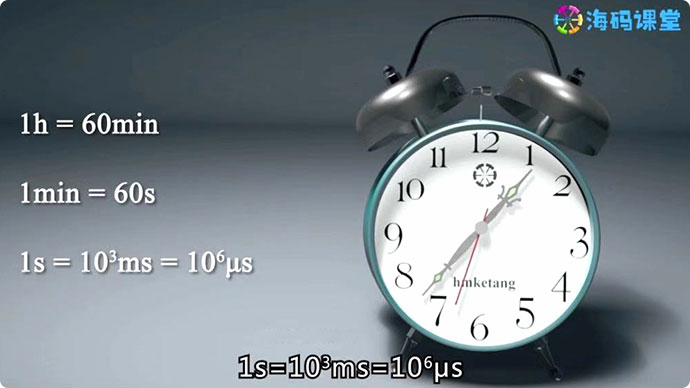 海码课堂
1h = 60min
1min = 60s
1s = 10³ms = 10⁶μs
12
1
2
3
4
5
6
7
8
9
10
11
hmketang
1s=10³ms=10⁶μs